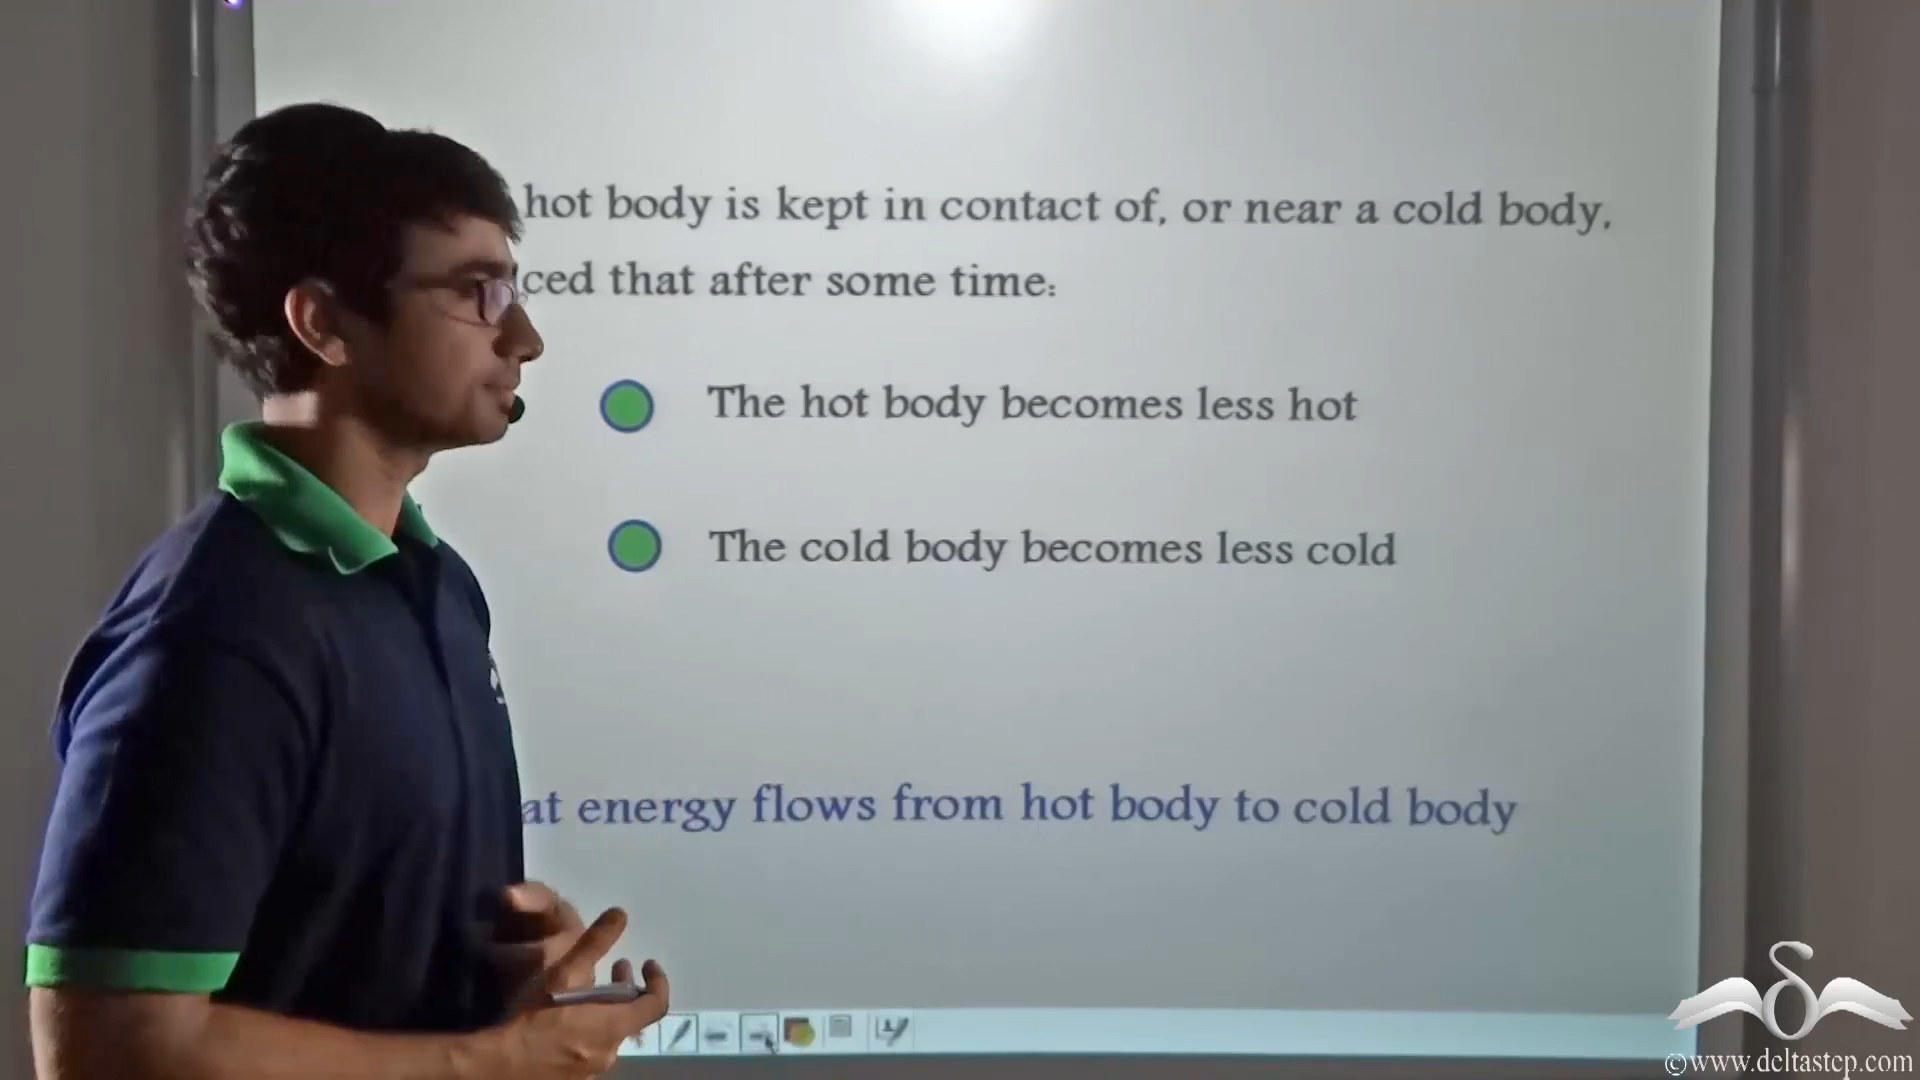 hot body is kept in contact of, or near a cold body,
ced that after some time:
The hot body becomes less hot
The cold body becomes less cold
at energy flows from hot body to cold body
©www.deltastep.com